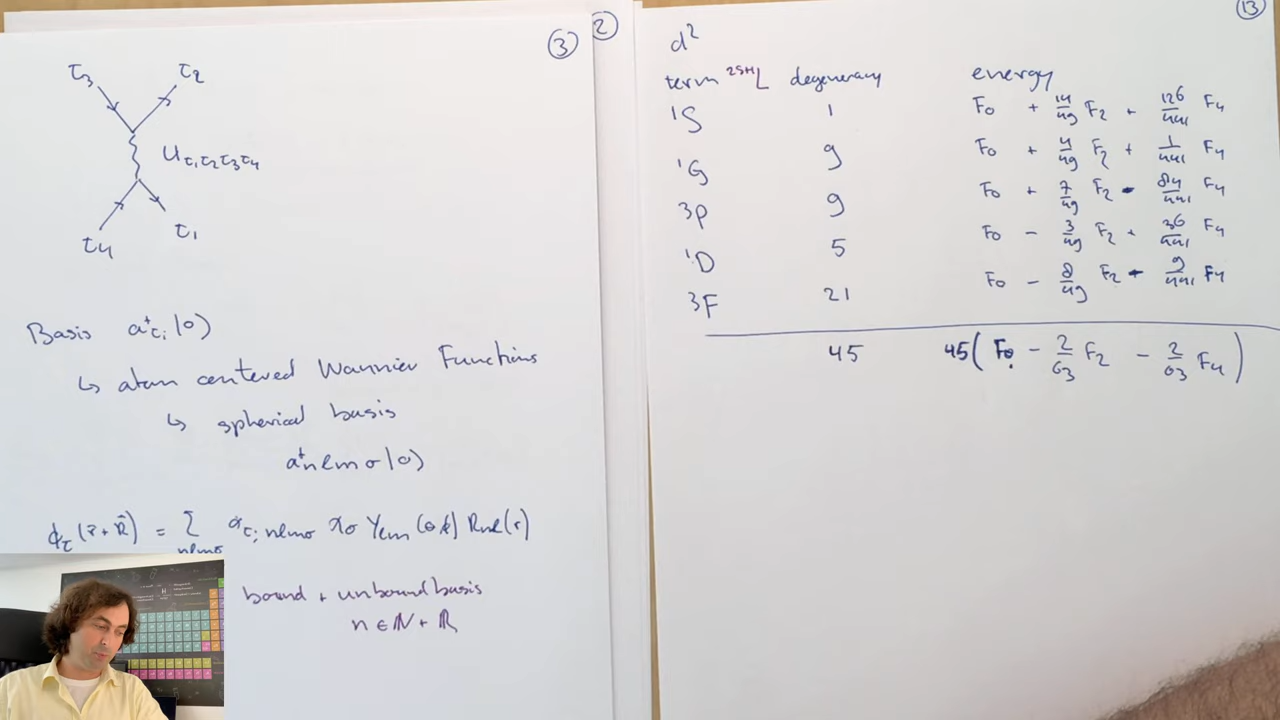 ③
τ3 τ2
U τ1τ2τ3τ4
τ4 τ1
Basis a⁺τi |0⟩
↳ atom centered Wannier Functions
↳ spherical basis
a⁺nlmσ |0⟩
ϕτ(r⃗+R⃗) = Σ nlmσ ατi nlmσ χσ Yℓm(θϕ) Rnℓ(r)
bound + unbound basis
n ∈ ℕ + ℝ
②
⑬
d²
term ²ˢ⁺¹L degeneracy energy
¹S 1 F₀ + 14/49 F₂ + 126/441 F₄
¹G 9 F₀ + 4/49 F₂ + 1/441 F₄
³P 9 F₀ + 7/49 F₂ - 84/441 F₄
¹D 5 F₀ - 3/49 F₂ + 36/441 F₄
³F 21 F₀ - 8/49 F₂ - 9/441 F₄
45 45(F₀ - 2/63 F₂ - 2/63 F₄)